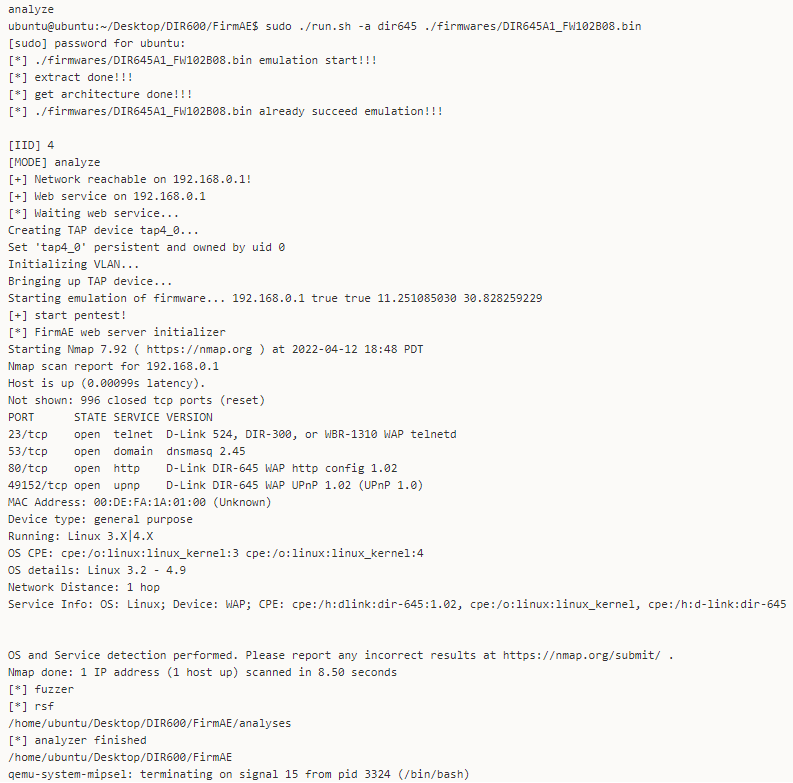 analyze
ubuntu@ubuntu:~/Desktop/DIR600/FirmAE$ sudo ./run.sh -a dir645 ./firmwares/DIR645A1_FW102B08.bin
[sudo] password for ubuntu:
[*] ./firmwares/DIR645A1_FW102B08.bin emulation start!!!
[*] extract done!!!
[*] get architecture done!!!
[*] ./firmwares/DIR645A1_FW102B08.bin already succeed emulation!!!

[IID] 4
[MODE] analyze
[+] Network reachable on 192.168.0.1!
[+] Web service on 192.168.0.1
[*] Waiting web service...
Creating TAP device tap4_0...
Set 'tap4_0' persistent and owned by uid 0
Initializing VLAN...
Bringing up TAP device...
Starting emulation of firmware... 192.168.0.1 true true 11.251085030 30.828259229
[+] start pentest!
[*] FirmAE web server initializer
Starting Nmap 7.92 ( https://nmap.org ) at 2022-04-12 18:48 PDT
Nmap scan report for 192.168.0.1
Host is up (0.00099s latency).
Not shown: 996 closed tcp ports (reset)
PORT      STATE SERVICE VERSION
23/tcp    open  telnet  D-Link 524, DIR-300, or WBR-1310 WAP telnetd
53/tcp    open  domain  dnsmasq 2.45
80/tcp    open  http    D-Link DIR-645 WAP http config 1.02
49152/tcp open  upnp    D-Link DIR-645 WAP UPnP 1.02 (UPnP 1.0)
MAC Address: 00:DE:FA:1A:01:00 (Unknown)
Device type: general purpose
Running: Linux 3.X|4.X
OS CPE: cpe:/o:linux:linux_kernel:3 cpe:/o:linux:linux_kernel:4
OS details: Linux 3.2 - 4.9
Network Distance: 1 hop
Service Info: OS: Linux; Device: WAP; CPE: cpe:/h:dlink:dir-645:1.02, cpe:/o:linux:linux_kernel, cpe:/h:d-link:dir-645

OS and Service detection performed. Please report any incorrect results at https://nmap.org/submit/ .
Nmap done: 1 IP address (1 host up) scanned in 8.50 seconds
[*] fuzzer
[*] rsf
/home/ubuntu/Desktop/DIR600/FirmAE/analyses
[*] analyzer finished
/home/ubuntu/Desktop/DIR600/FirmAE
qemu-system-mipsel: terminating on signal 15 from pid 3324 (/bin/bash)